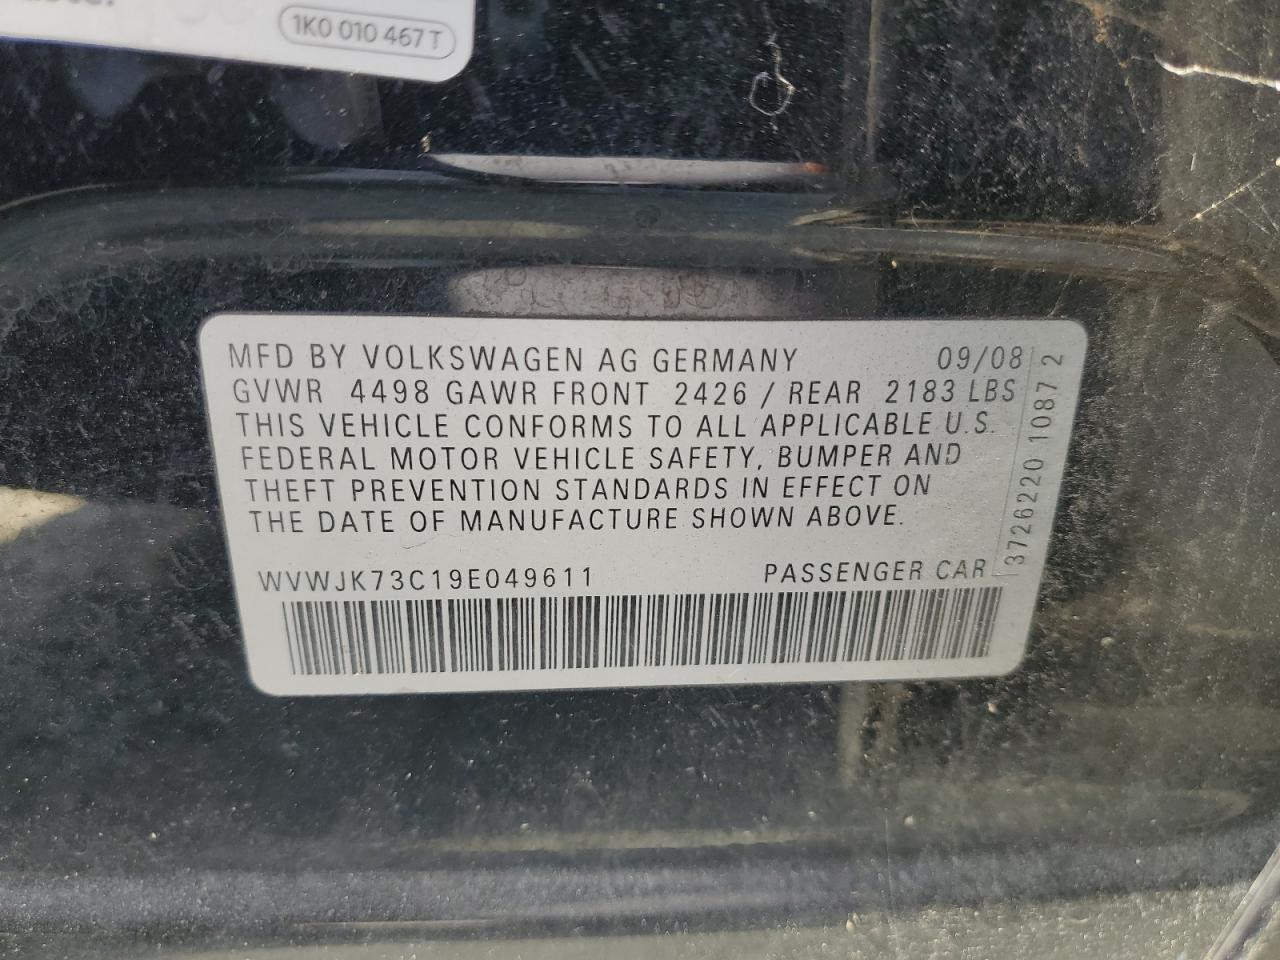 1K0 010 467 T
MFD BY VOLKSWAGEN AG GERMANY 09/08
GVWR 4498 GAWR FRONT 2426 / REAR 2183 LBS
THIS VEHICLE CONFORMS TO ALL APPLICABLE U.S.
FEDERAL MOTOR VEHICLE SAFETY, BUMPER AND
THEFT PREVENTION STANDARDS IN EFFECT ON
THE DATE OF MANUFACTURE SHOWN ABOVE.
WVWJK73C19E049611 PASSENGER CAR
3726220 1087 2